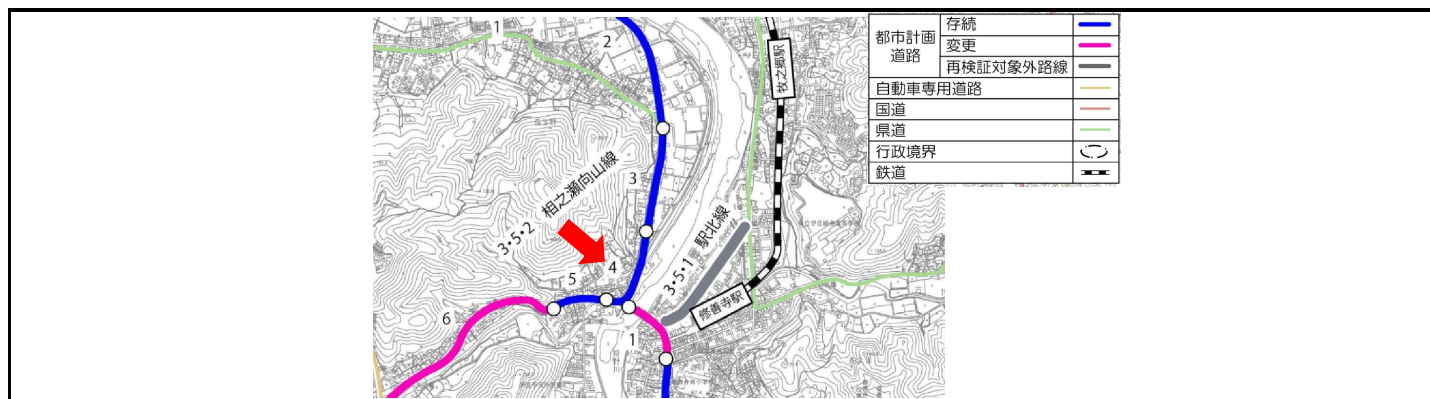 都市計画道路
存続
変更
再検証対象外路線
自動車専用道路
国道
県道
行政境界
鉄道
1
2
牧之郷駅
3
3・5・2 相之瀬向山線
3・5・1 駅北線
4
5
修善寺駅
6
1